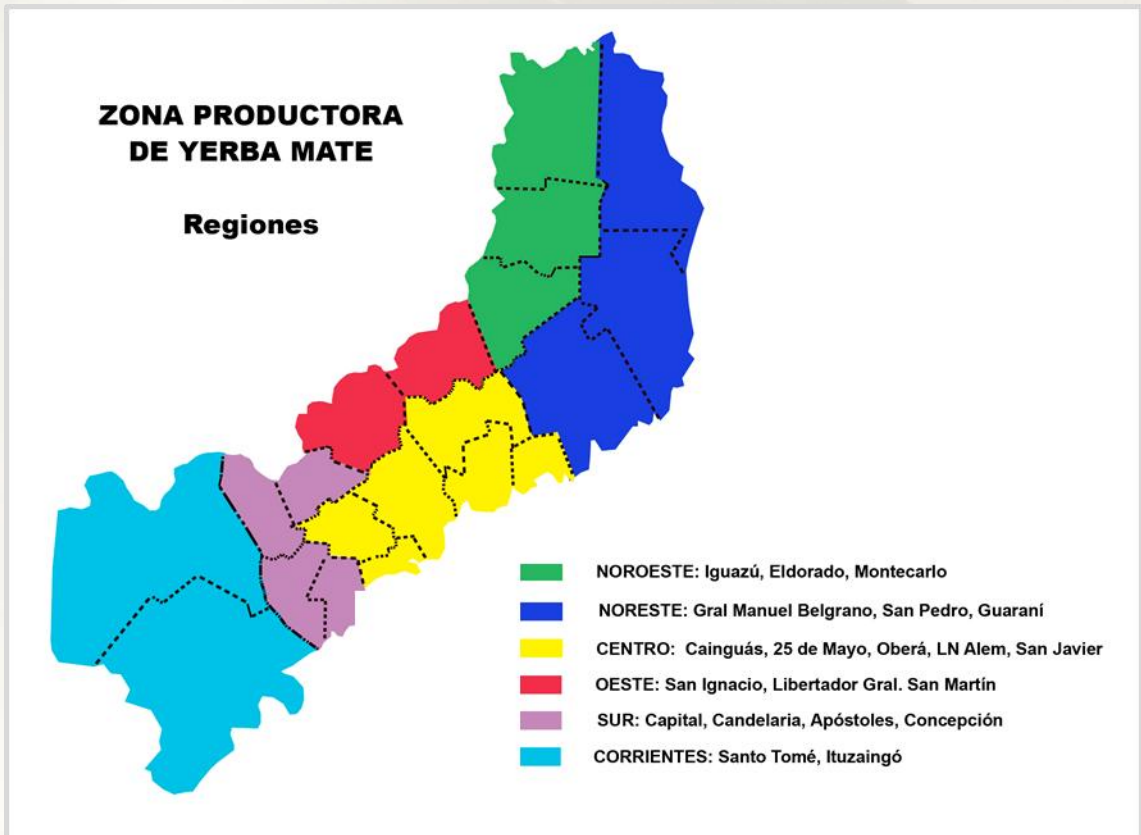 ZONA PRODUCTORA
DE YERBA MATE
Regiones
NOROESTE: Iguazú, Eldorado, Montecarlo
NORESTE: Gral Manuel Belgrano, San Pedro, Guaraní
CENTRO: Cainguás, 25 de Mayo, Oberá, LN Alem, San Javier
OESTE: San Ignacio, Libertador Gral. San Martín
SUR: Capital, Candelaria, Apóstoles, Concepción
CORRIENTES: Santo Tomé, Ituzaingó